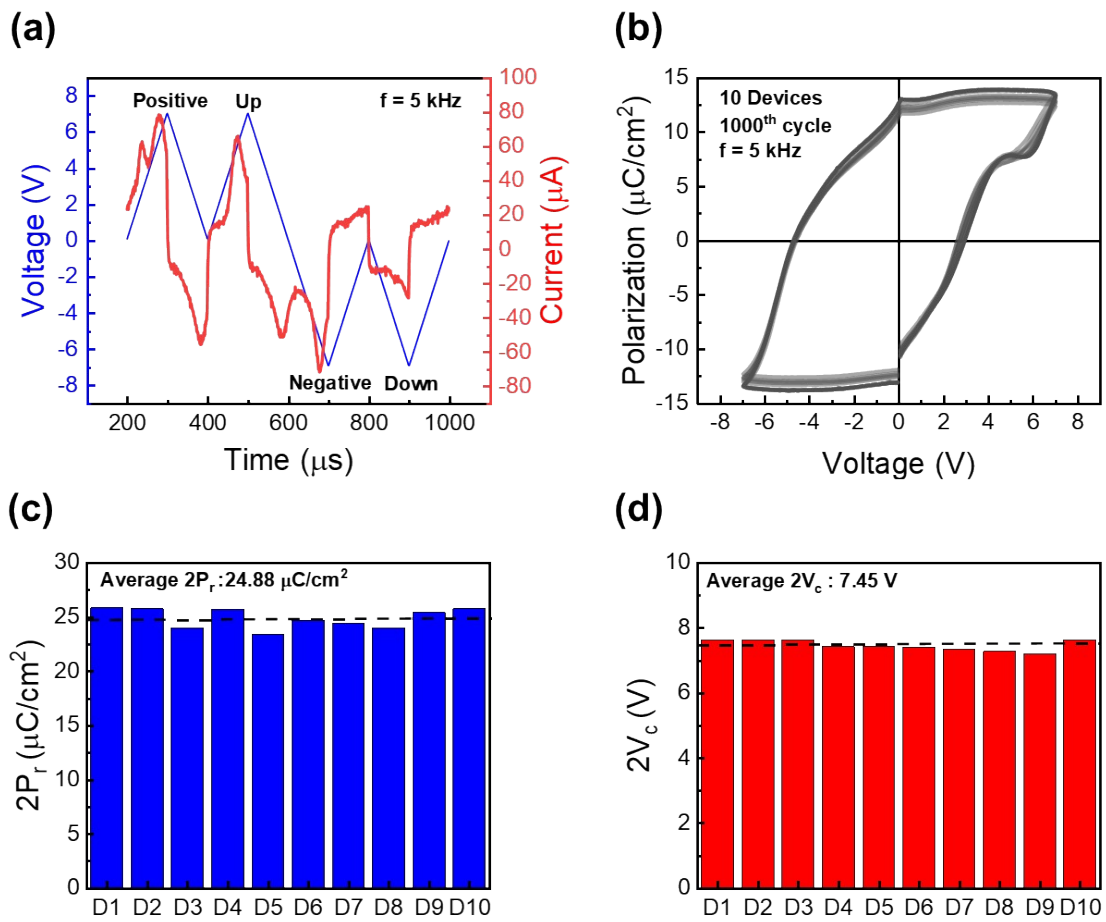 (a)
Positive
Up
f = 5 kHz
Voltage (V)
8
6
4
2
0
-2
-4
-6
-8
Current (μA)
100
80
60
40
20
0
-20
-40
-60
-80
Negative
Down
200
400
600
800
1000
Time (μs)
(b)
10 Devices
1000th cycle
f = 5 kHz
Polarization (μC/cm²)
15
10
5
0
-5
-10
-15
-8
-6
-4
-2
0
2
4
6
8
Voltage (V)
(c)
Average 2Pr :24.88 μC/cm²
2Pr (μC/cm²)
30
25
20
15
10
5
0
D1 D2 D3 D4 D5 D6 D7 D8 D9 D10
(d)
Average 2Vc : 7.45 V
2Vc (V)
10
8
6
4
2
0
D1 D2 D3 D4 D5 D6 D7 D8 D9 D10